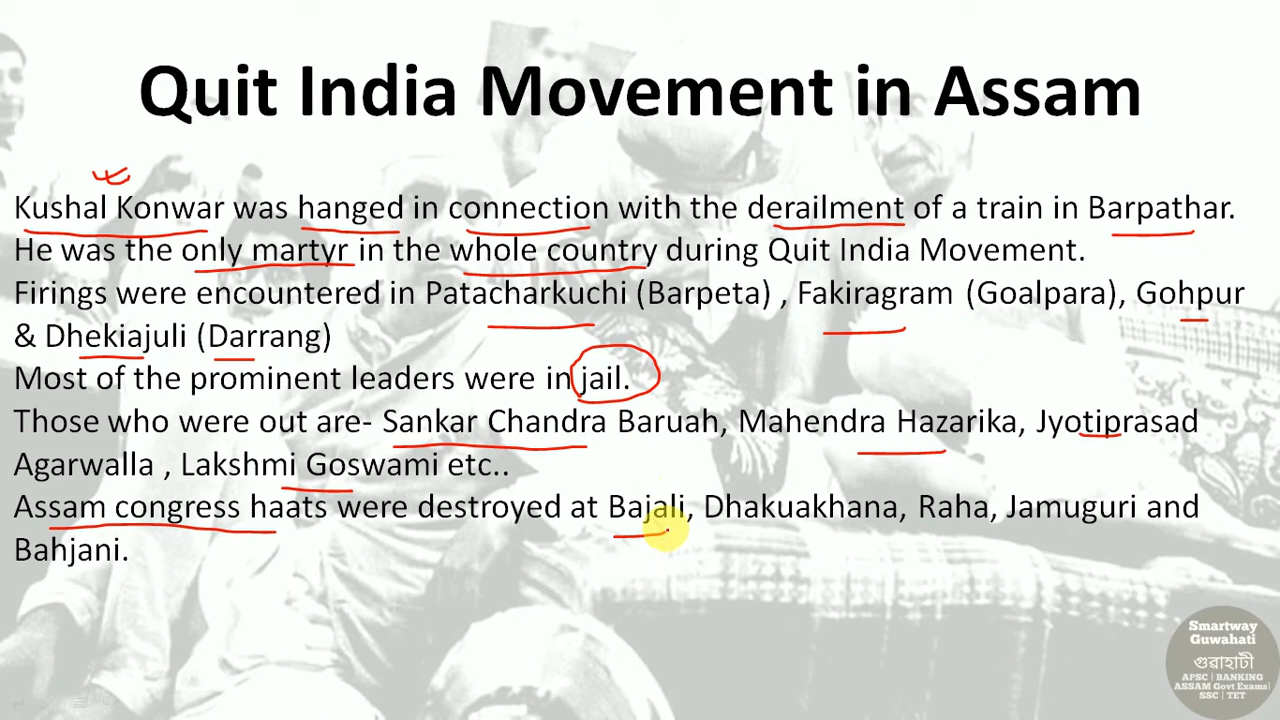 Quit India Movement in Assam
Kushal Konwar was hanged in connection with the derailment of a train in Barpathar.
He was the only martyr in the whole country during Quit India Movement.
Firings were encountered in Patacharkuchi (Barpeta) , Fakiragram (Goalpara), Gohpur
& Dhekiajuli (Darrang)
Most of the prominent leaders were in jail.
Those who were out are- Sankar Chandra Baruah, Mahendra Hazarika, Jyotiprasad
Agarwalla , Lakshmi Goswami etc..
Assam congress haats were destroyed at Bajali, Dhakuakhana, Raha, Jamuguri and
Bahjani.
Smartway
Guwahati
গুৱাহাটী
APSC | BANKING
ASSAM Govt Exams|
SSC | TET